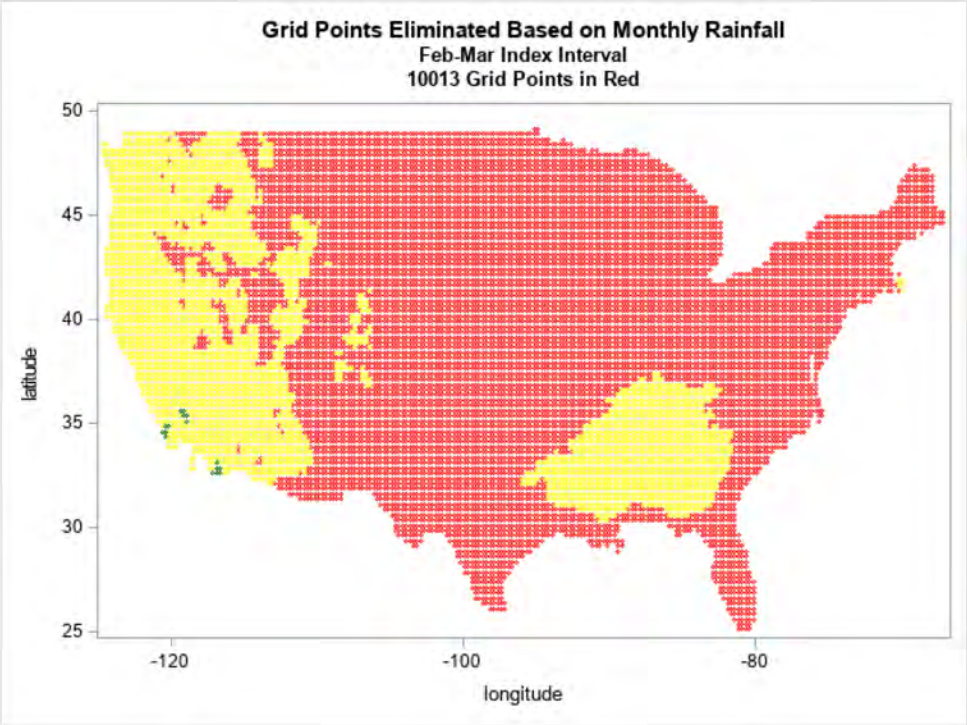 Grid Points Eliminated Based on Monthly Rainfall
Feb-Mar Index Interval
10013 Grid Points in Red
50
45
40
35
30
25
latitude
-120
-100
-80
longitude